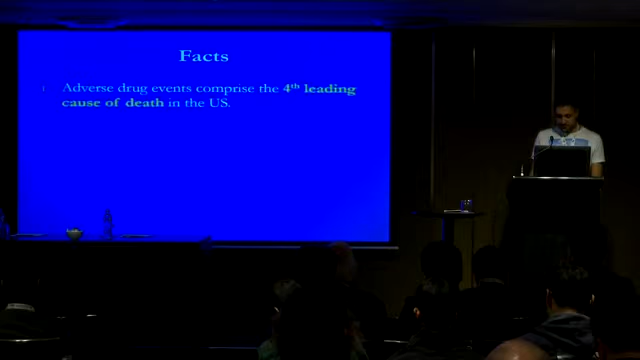 Facts
Adverse drug events comprise the 4th leading
cause of death in the US.